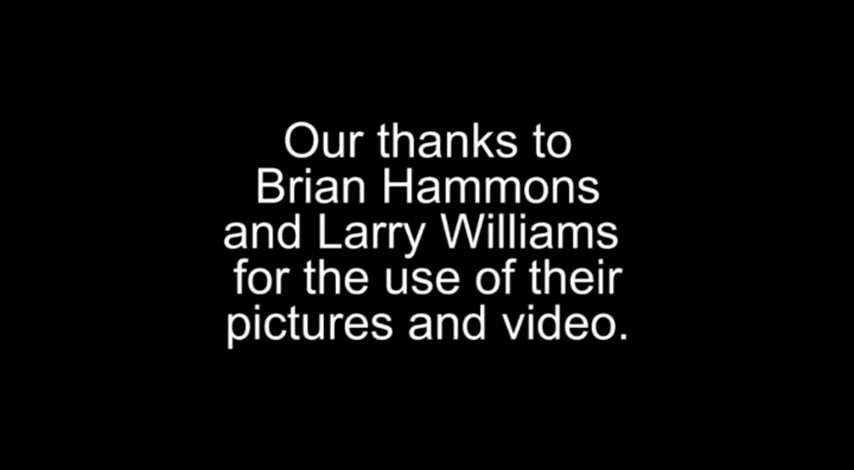 Our thanks to
Brian Hammons
and Larry Williams
for the use of their
pictures and video.